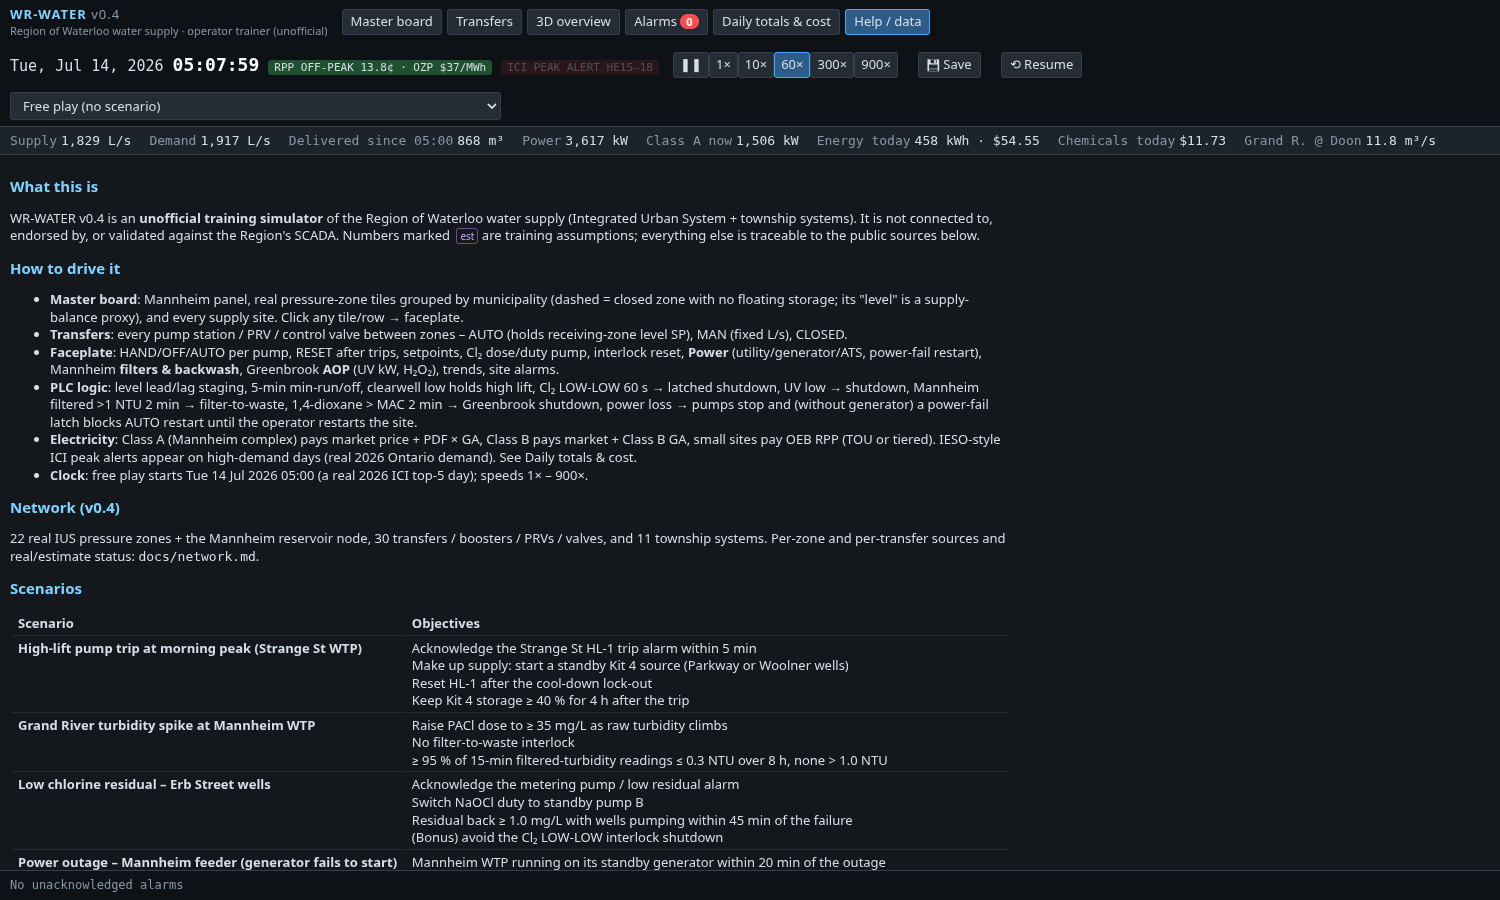 WR-WATER v0.4
Region of Waterloo water supply · operator trainer (unofficial)
Master board Transfers 3D overview Alarms 0 Daily totals & cost Help / data
Tue, Jul 14, 2026 05:07:59 RPP OFF-PEAK 13.8¢ · OZP $37/MWh ICI PEAK ALERT HE15–18 ❚❚ 1× 10× 60× 300× 900× 💾 Save ⟲ Resume
Free play (no scenario)
Supply 1,829 L/s Demand 1,917 L/s Delivered since 05:00 868 m³ Power 3,617 kW Class A now 1,506 kW Energy today 458 kWh · $54.55 Chemicals today $11.73 Grand R. @ Doon 11.8 m³/s
What this is
WR-WATER v0.4 is an unofficial training simulator of the Region of Waterloo water supply (Integrated Urban System + township systems). It is not connected to,
endorsed by, or validated against the Region's SCADA. Numbers marked est are training assumptions; everything else is traceable to the public sources below.
How to drive it
• Master board: Mannheim panel, real pressure-zone tiles grouped by municipality (dashed = closed zone with no floating storage; its "level" is a supply-
balance proxy), and every supply site. Click any tile/row → faceplate.
• Transfers: every pump station / PRV / control valve between zones – AUTO (holds receiving-zone level SP), MAN (fixed L/s), CLOSED.
• Faceplate: HAND/OFF/AUTO per pump, RESET after trips, setpoints, Cl₂ dose/duty pump, interlock reset, Power (utility/generator/ATS, power-fail restart),
Mannheim filters & backwash, Greenbrook AOP (UV kW, H₂O₂), trends, site alarms.
• PLC logic: level lead/lag staging, 5-min min-run/off, clearwell low holds high lift, Cl₂ LOW-LOW 60 s → latched shutdown, UV low → shutdown, Mannheim
filtered >1 NTU 2 min → filter-to-waste, 1,4-dioxane > MAC 2 min → Greenbrook shutdown, power loss → pumps stop and (without generator) a power-fail
latch blocks AUTO restart until the operator restarts the site.
• Electricity: Class A (Mannheim complex) pays market price + PDF × GA, Class B pays market + Class B GA, small sites pay OEB RPP (TOU or tiered). IESO-style
ICI peak alerts appear on high-demand days (real 2026 Ontario demand). See Daily totals & cost.
• Clock: free play starts Tue 14 Jul 2026 05:00 (a real 2026 ICI top-5 day); speeds 1× – 900×.
Network (v0.4)
22 real IUS pressure zones + the Mannheim reservoir node, 30 transfers / boosters / PRVs / valves, and 11 township systems. Per-zone and per-transfer sources and
real/estimate status: docs/network.md.
Scenarios
Scenario Objectives
High-lift pump trip at morning peak (Strange St WTP) Acknowledge the Strange St HL-1 trip alarm within 5 min
Make up supply: start a standby Kit 4 source (Parkway or Woolner wells)
Reset HL-1 after the cool-down lock-out
Keep Kit 4 storage ≥ 40 % for 4 h after the trip
Grand River turbidity spike at Mannheim WTP Raise PACl dose to ≥ 35 mg/L as raw turbidity climbs
No filter-to-waste interlock
≥ 95 % of 15-min filtered-turbidity readings ≤ 0.3 NTU over 8 h, none > 1.0 NTU
Low chlorine residual – Erb Street wells Acknowledge the metering pump / low residual alarm
Switch NaOCl duty to standby pump B
Residual back ≥ 1.0 mg/L with wells pumping within 45 min of the failure
(Bonus) avoid the Cl₂ LOW-LOW interlock shutdown
Power outage – Mannheim feeder (generator fails to start) Mannheim WTP running on its standby generator within 20 min of the outage
No unacknowledged alarms